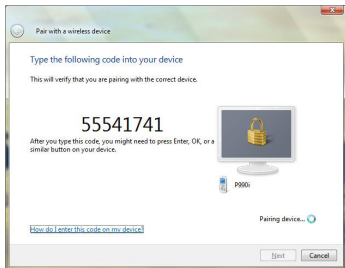 Pair with a wireless device
Type the following code into your device
This will verify that you are pairing with the correct device.
55541741
After you type this code, you might need to press Enter, OK, or a
similar button on your device.
P990i
Pairing device...
How do I enter this code on my device?
Next
Cancel